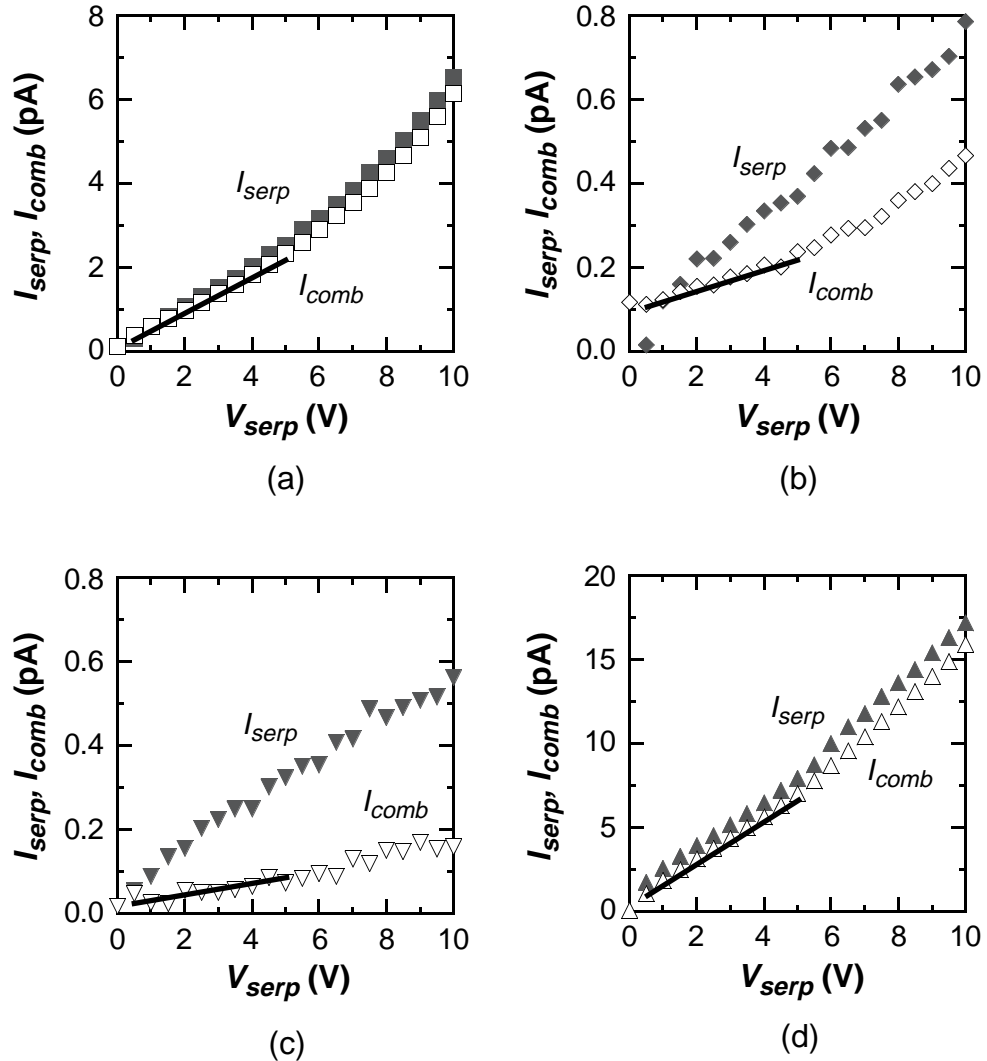 8
6
4
2
0
I_serp, I_comb (pA)
I_serp
I_comb
0 2 4 6 8 10
V_serp (V)
(a)
0.8
0.6
0.4
0.2
0.0
I_serp, I_comb (pA)
I_serp
I_comb
0 2 4 6 8 10
V_serp (V)
(b)
0.8
0.6
0.4
0.2
0.0
I_serp, I_comb (pA)
I_serp
I_comb
0 2 4 6 8 10
V_serp (V)
(c)
20
15
10
5
0
I_serp, I_comb (pA)
I_serp
I_comb
0 2 4 6 8 10
V_serp (V)
(d)